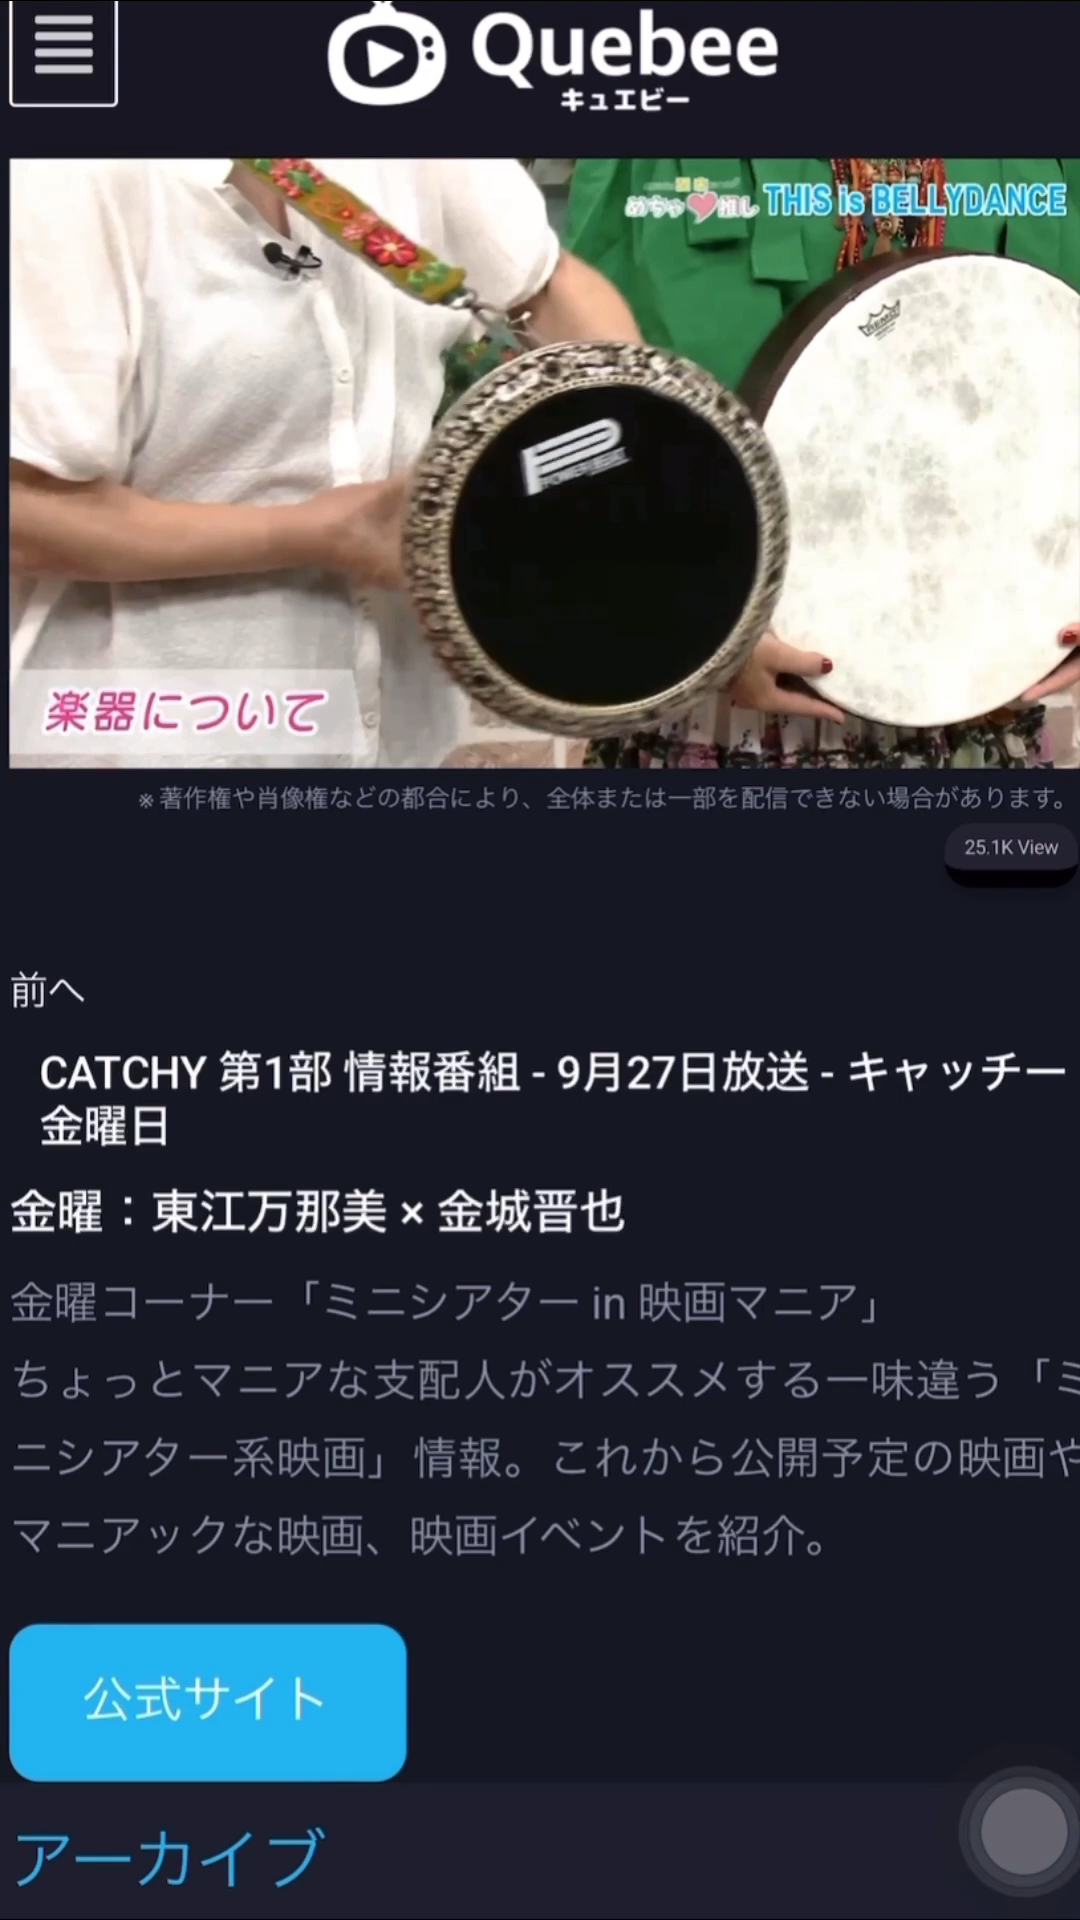 Quebee
キュエビー
めちゃ推し THIS is BELLYDANCE
REMO
POWERBEAT
楽器について
※著作権や肖像権などの都合により、全体または一部を配信できない場合があります。
25.1K View
前へ
CATCHY 第1部 情報番組 - 9月27日放送 - キャッチー
金曜日
金曜：東江万那美 × 金城晋也
金曜コーナー「ミニシアター in 映画マニア」
ちょっとマニアな支配人がオススメする一味違う「ミ
ニシアター系映画」情報。これから公開予定の映画や
マニアックな映画、映画イベントを紹介。
公式サイト
アーカイブ